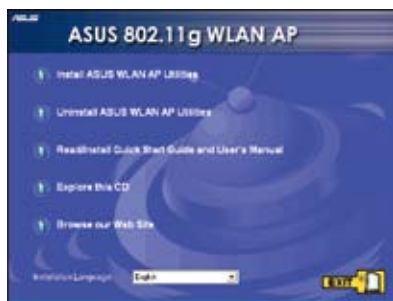 ASUS
ASUS 802.11g WLAN AP
Install ASUS WLAN AP Utilities
Uninstall ASUS WLAN AP Utilities
Read/Install Quick Start Guide and User's Manual
Explore this CD
Browse our Web Site
Installation Language: English
EXIT